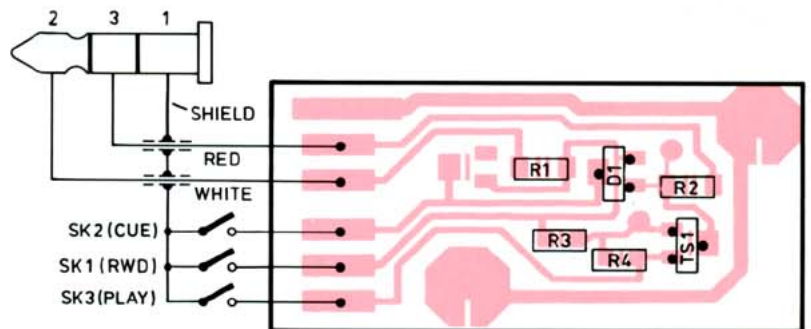 2 3 1
SHIELD
RED
WHITE
R1
D1
R2
SK2 (CUE)
R3
TS1
SK1 (RWD)
R4
SK3 (PLAY)